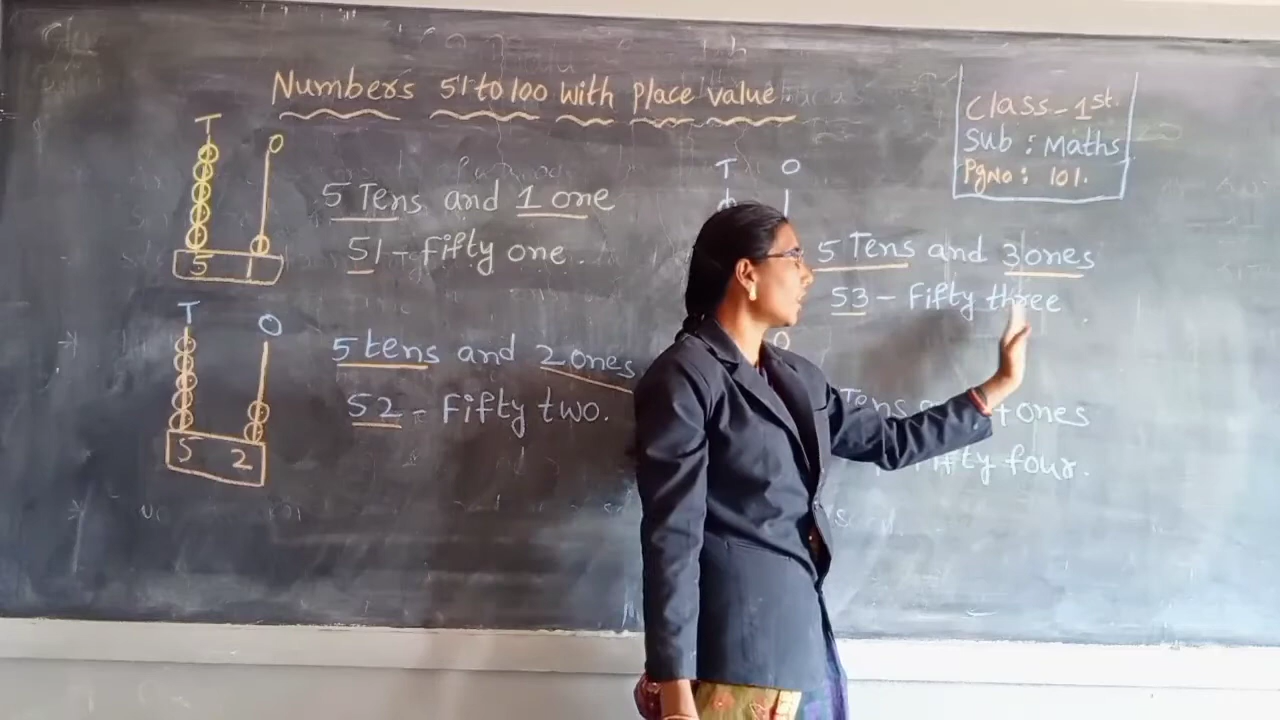 Numbers 51 to 100 with place value
Class - 1st.
Sub : Maths
Pg No : 101.
T O
5 Tens and 1 one
51 - fifty one.
5 1
T O
5 tens and 2 ones
52 - Fifty two.
5 2
T O
5 Tens and 3 ones
53 - Fifty three
O
Tens ones
fifty four.